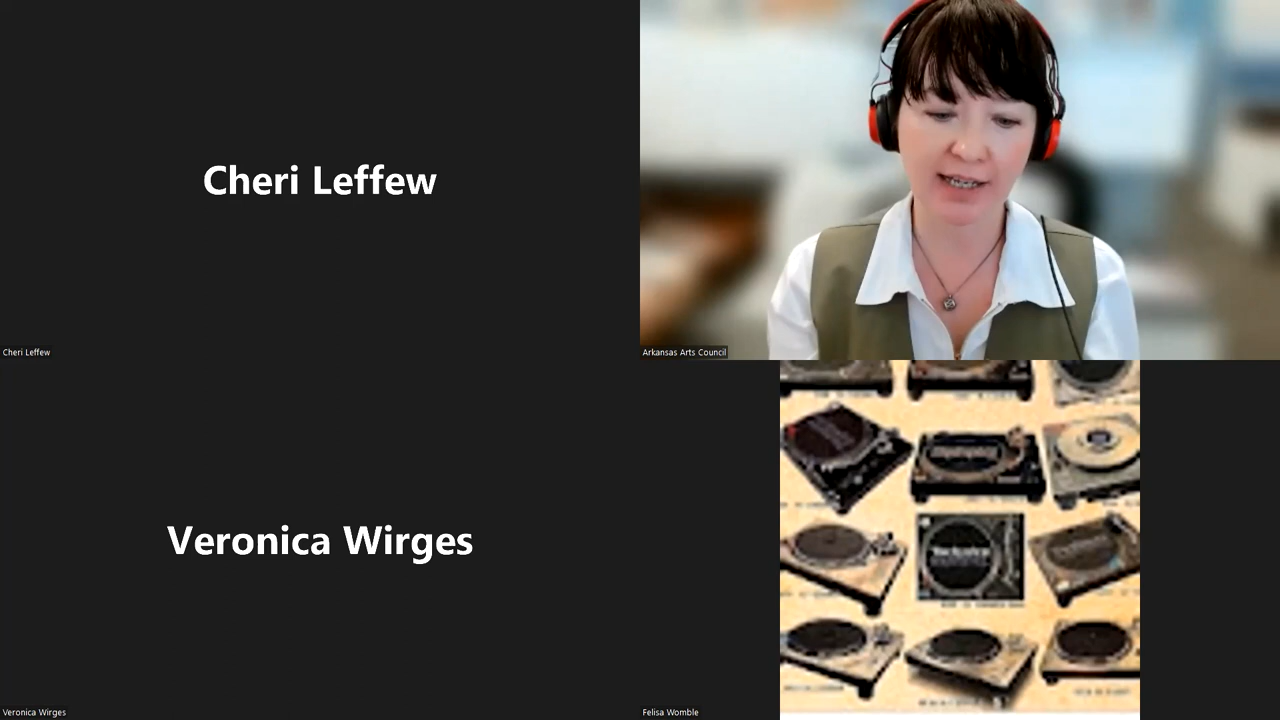 Cheri Leffew
Cheri Leffew
Arkansas Arts Council
Veronica Wirges
Veronica Wirges
Felisa Womble